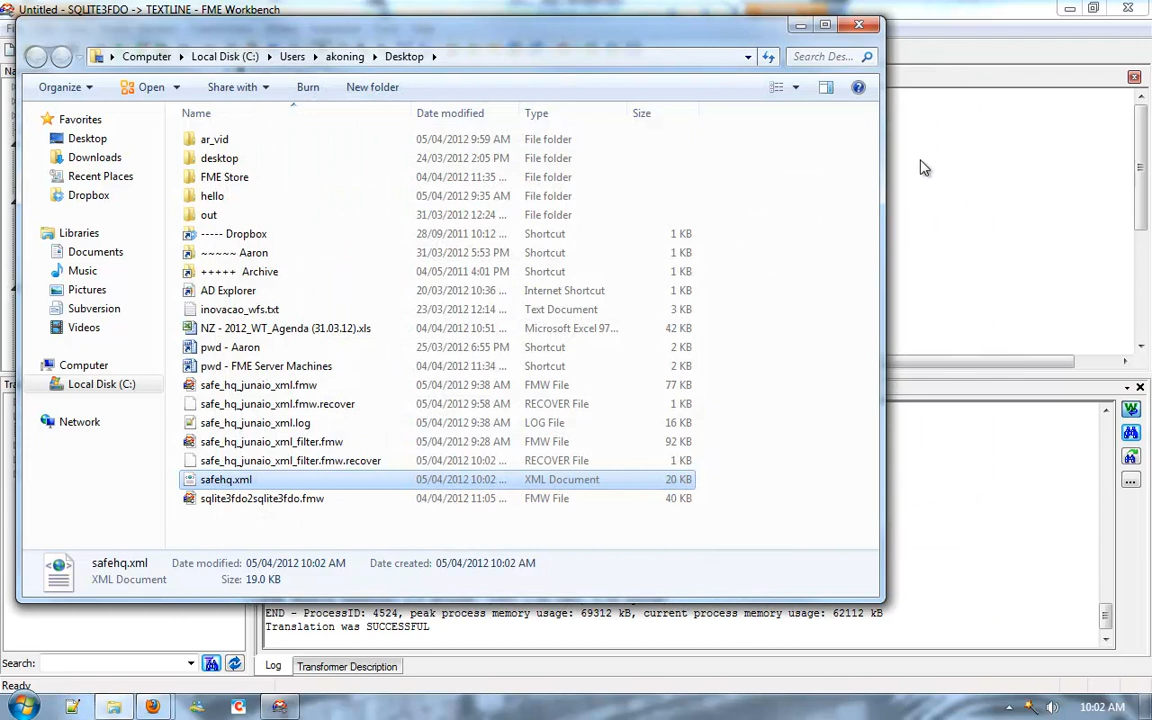 Untitled - SQLITE3FDO -> TEXTLINE - FME Workbench
Computer Local Disk (C:) Users akoning Desktop
Search Des...
Organize Open Share with Burn New folder
Name Date modified Type Size
Favorites
Desktop
Downloads
Recent Places
Dropbox
Libraries
Documents
Music
Pictures
Subversion
Videos
Computer
Local Disk (C:)
Network
ar_vid 05/04/2012 9:59 AM File folder
desktop 24/03/2012 2:05 PM File folder
FME Store 04/04/2012 11:35 ... File folder
hello 05/04/2012 9:35 AM File folder
out 31/03/2012 12:24 ... File folder
----- Dropbox 28/09/2011 10:12 ... Shortcut 1 KB
~~~~~ Aaron 31/03/2012 5:53 PM Shortcut 1 KB
+++++ Archive 04/05/2011 4:01 PM Shortcut 1 KB
AD Explorer 20/03/2012 10:36 ... Internet Shortcut 1 KB
inovacao_wfs.txt 23/03/2012 12:14 ... Text Document 3 KB
NZ - 2012_WT_Agenda (31.03.12).xls 04/04/2012 10:51 ... Microsoft Excel 97... 42 KB
pwd - Aaron 25/03/2012 6:55 PM Shortcut 2 KB
pwd - FME Server Machines 04/04/2012 11:34 ... Shortcut 2 KB
safe_hq_junaio_xml.fmw 05/04/2012 9:38 AM FMW File 77 KB
safe_hq_junaio_xml.fmw.recover 05/04/2012 9:58 AM RECOVER File 1 KB
safe_hq_junaio_xml.log 05/04/2012 9:38 AM LOG File 16 KB
safe_hq_junaio_xml_filter.fmw 05/04/2012 9:28 AM FMW File 92 KB
safe_hq_junaio_xml_filter.fmw.recover 05/04/2012 10:02 ... RECOVER File 1 KB
safehq.xml 05/04/2012 10:02 ... XML Document 20 KB
sqlite3fdo2sqlite3fdo.fmw 04/04/2012 11:05 ... FMW File 40 KB
safehq.xml Date modified: 05/04/2012 10:02 AM Date created: 05/04/2012 10:02 AM
XML Document Size: 19.0 KB
END - ProcessID: 4524, peak process memory usage: 69312 kB, current process memory usage: 62112 kB
Translation was SUCCESSFUL
Search:
Log Transformer Description
Ready
10:02 AM